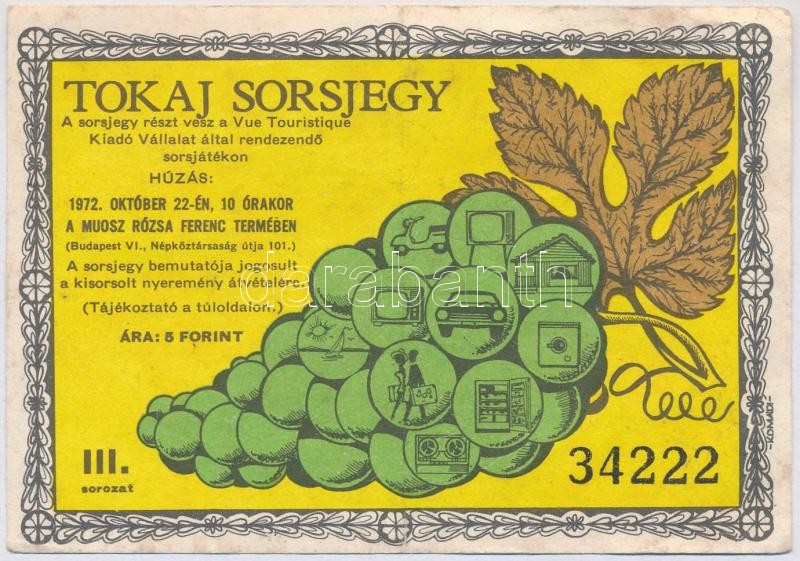 TOKAJ SORSJEGY
A sorsjegy részt vesz a Vue Touristique
Kiadó Vállalat által rendezendő
sorsjátékon
HÚZÁS:
1972. OKTÓBER 22-ÉN, 10 ÓRAKOR
A MUOSZ RÓZSA FERENC TERMÉBEN
(Budapest VI., Népköztársaság útja 101.)
A sorsjegy bemutatója jogosult
a kisorsolt nyeremény átvételére.
(Tájékoztató a túloldalon.)
ÁRA: 5 FORINT
III.
sorozat
34222
darabanth